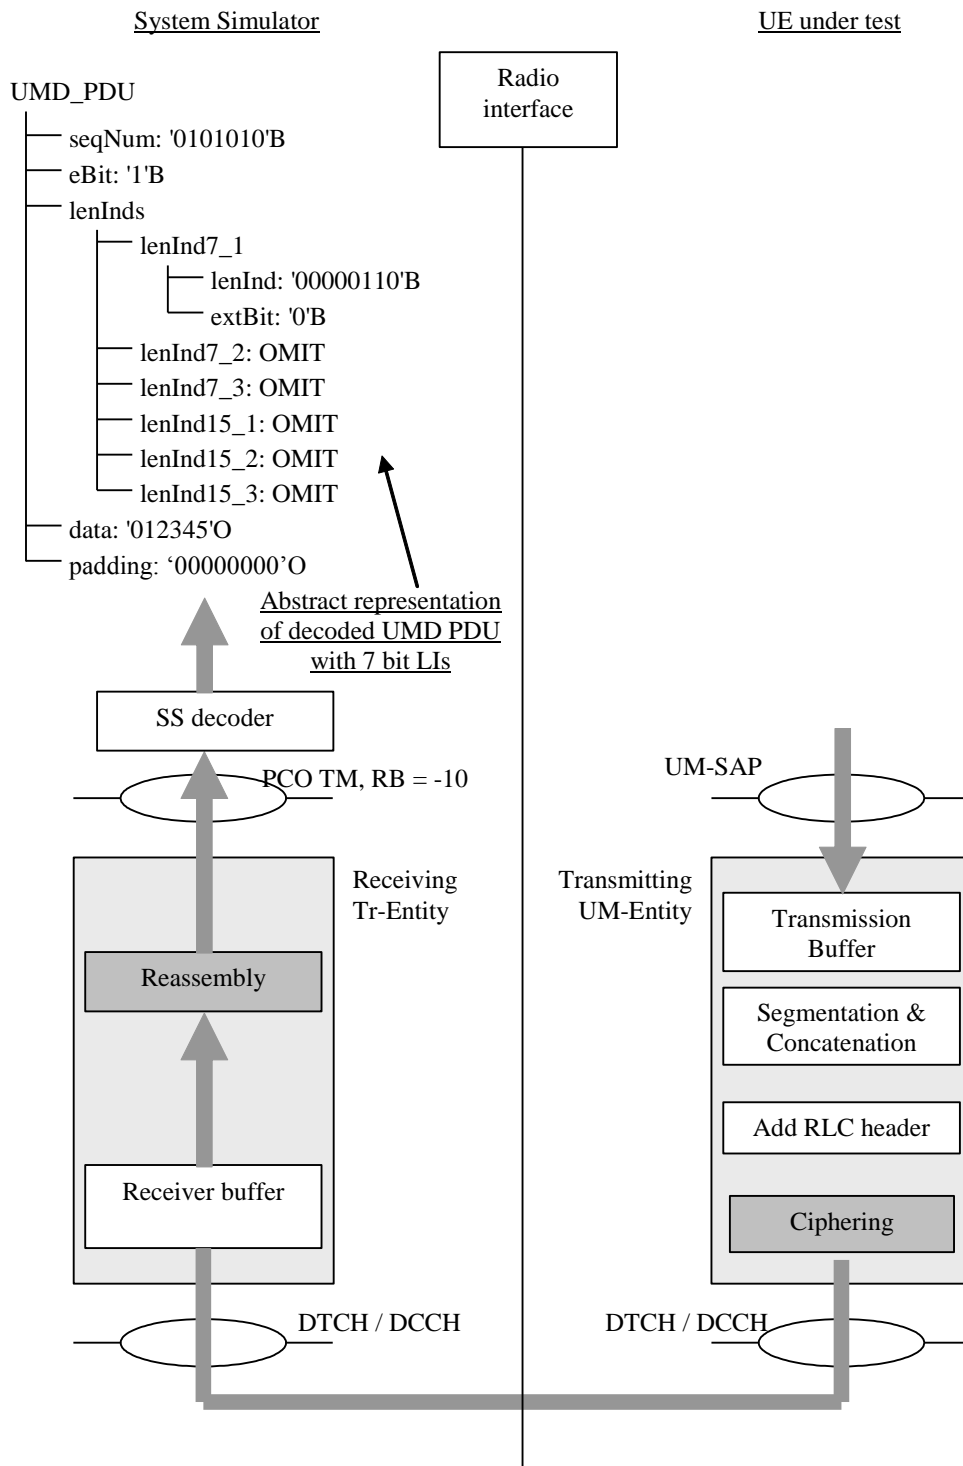 System Simulator
UE under test
Radio
interface
UMD_PDU
seqNum: '0101010'B
eBit: '1'B
lenInds
lenInd7_1
lenInd: '00000110'B
extBit: '0'B
lenInd7_2: OMIT
lenInd7_3: OMIT
lenInd15_1: OMIT
lenInd15_2: OMIT
lenInd15_3: OMIT
data: '012345'O
padding: ‘00000000’O
Abstract representation
of decoded UMD PDU
with 7 bit LIs
SS decoder
PCO TM, RB = -10
UM-SAP
Receiving
Tr-Entity
Transmitting
UM-Entity
Transmission
Buffer
Reassembly
Segmentation &
Concatenation
Add RLC header
Receiver buffer
Ciphering
DTCH / DCCH
DTCH / DCCH